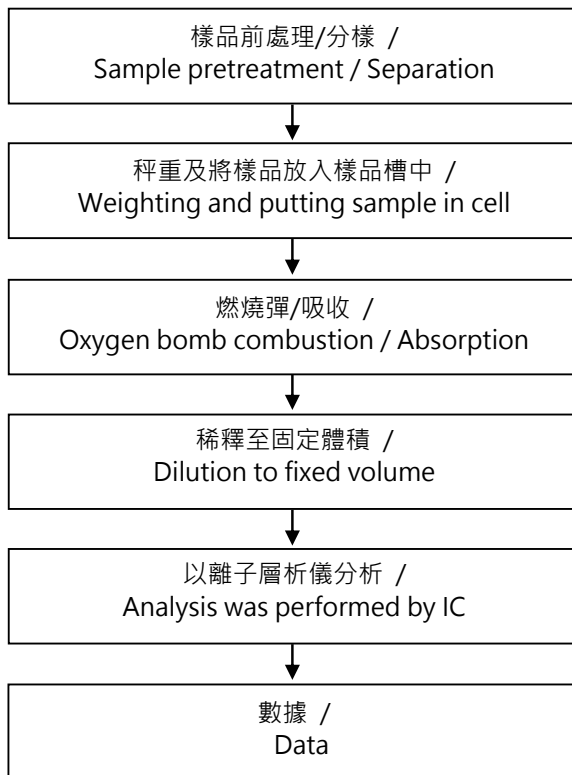 樣品前處理/分樣 /
Sample pretreatment / Separation
秤重及將樣品放入樣品槽中 /
Weighting and putting sample in cell
燃燒彈/吸收 /
Oxygen bomb combustion / Absorption
稀釋至固定體積 /
Dilution to fixed volume
以離子層析儀分析 /
Analysis was performed by IC
數據 /
Data